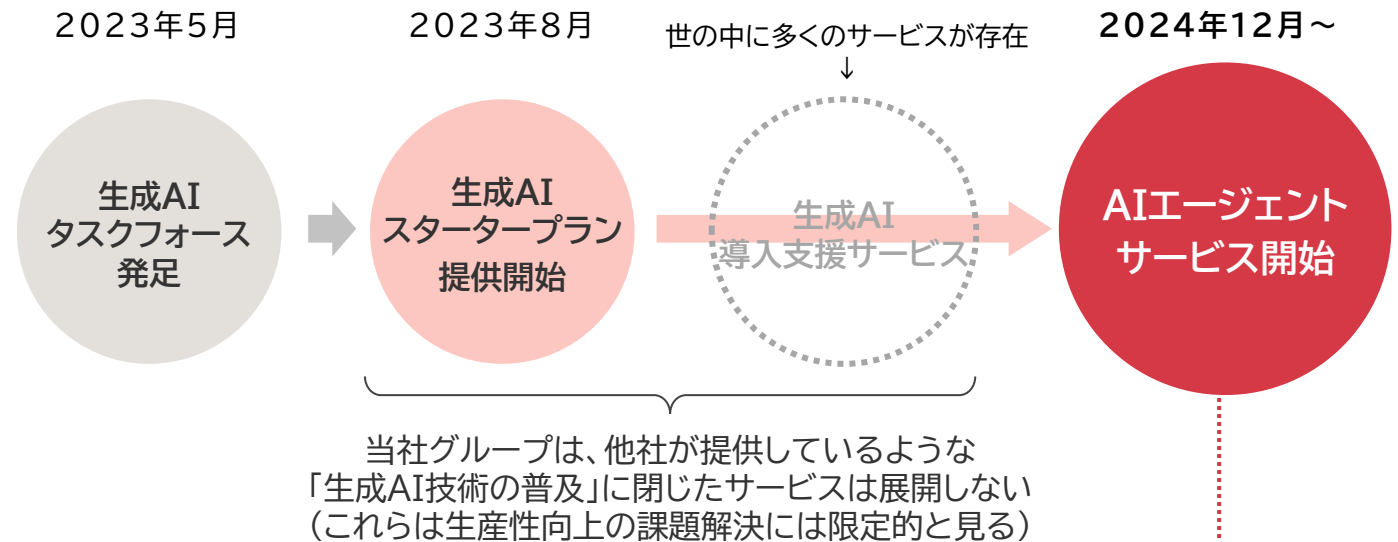 2023年5月
2023年8月
世の中に多くのサービスが存在
↓
2024年12月～
生成AI
タスクフォース
発足
生成AI
スタータープラン
提供開始
生成AI
導入支援サービス
AIエージェント
サービス開始
当社グループは、他社が提供しているような
「生成AI技術の普及」に閉じたサービスは展開しない
（これらは生産性向上の課題解決には限定的と見る）